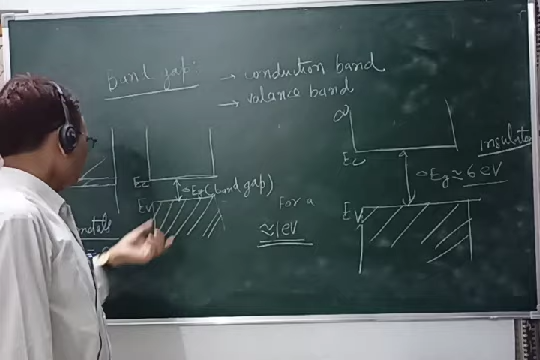 Band gap: → conduction band
→ valance band
insulator
Ec
Eg (band gap)
Ec
Eg ≈ 6 eV
Ev
For a
Ev
metals
≈ 1eV